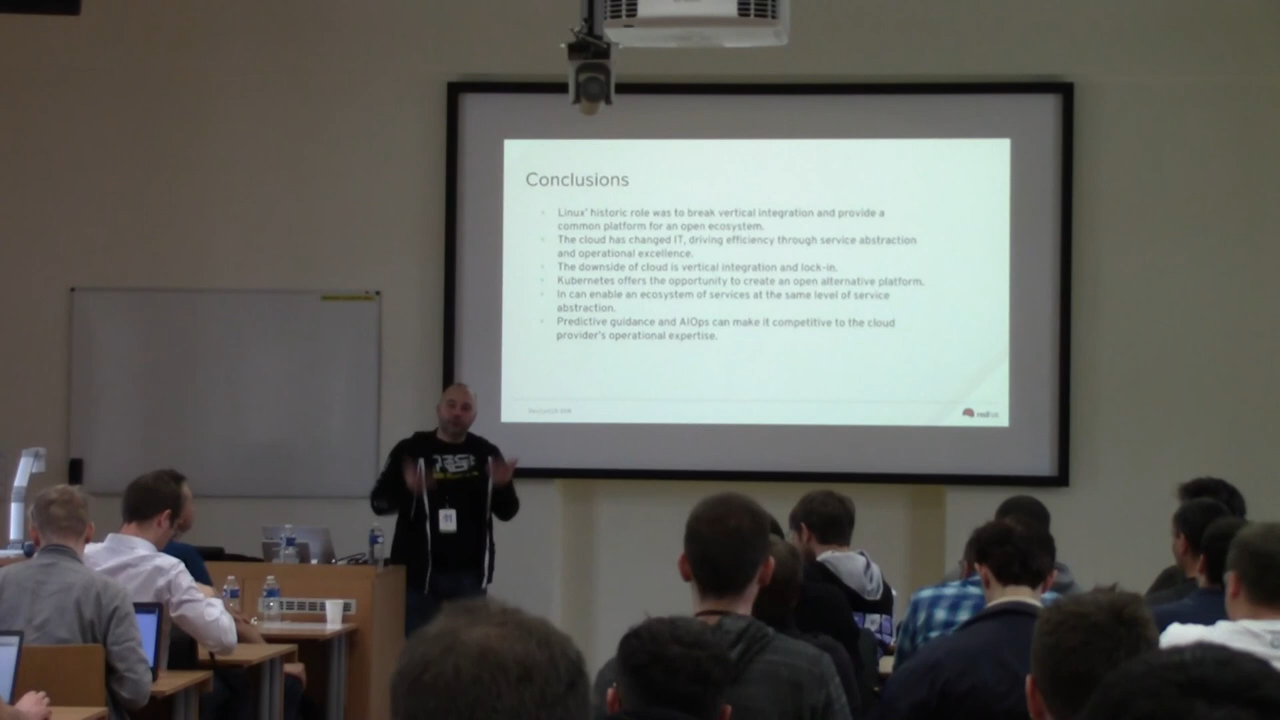 Conclusions
Linux' historic role was to break vertical integration and provide a
common platform for an open ecosystem.
The cloud has changed IT, driving efficiency through service abstraction
and operational excellence.
The downside of cloud is vertical integration and lock-in.
Kubernetes offers the opportunity to create an open alternative platform.
In can enable an ecosystem of services at the same level of service
abstraction.
Predictive guidance and AIOps can make it competitive to the cloud
provider's operational expertise.
redhat